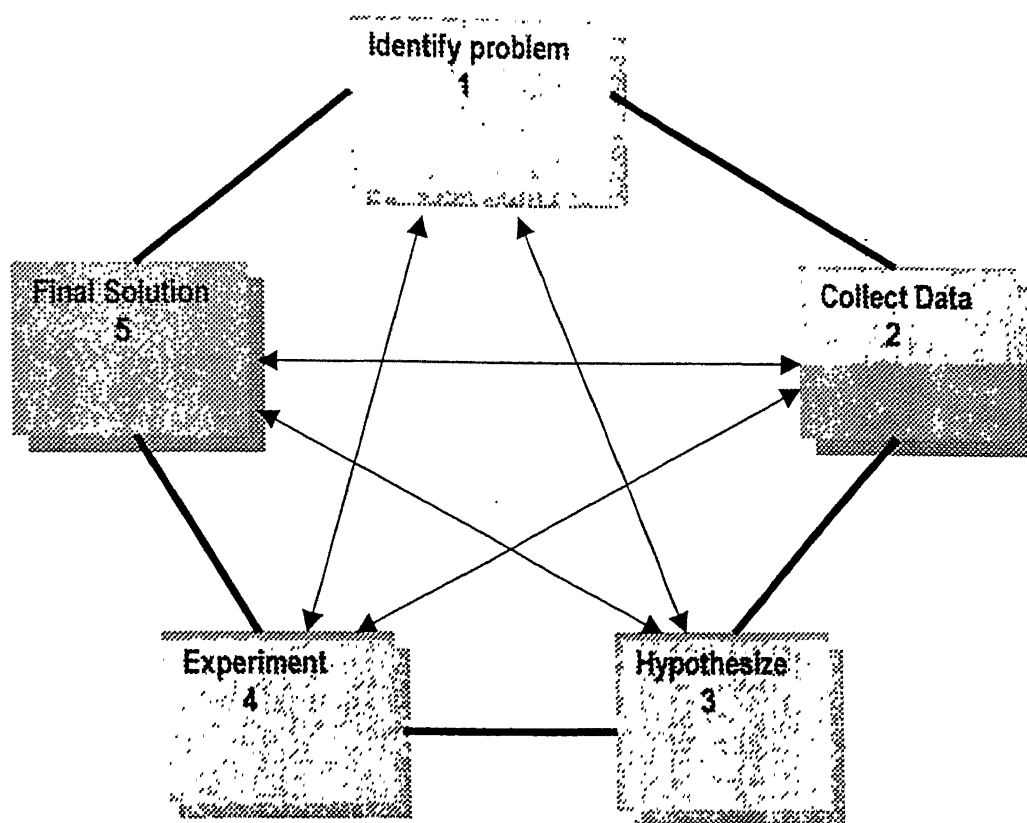 Identify problem
1
Collect Data
2
Hypothesize
3
Experiment
4
Final Solution
5